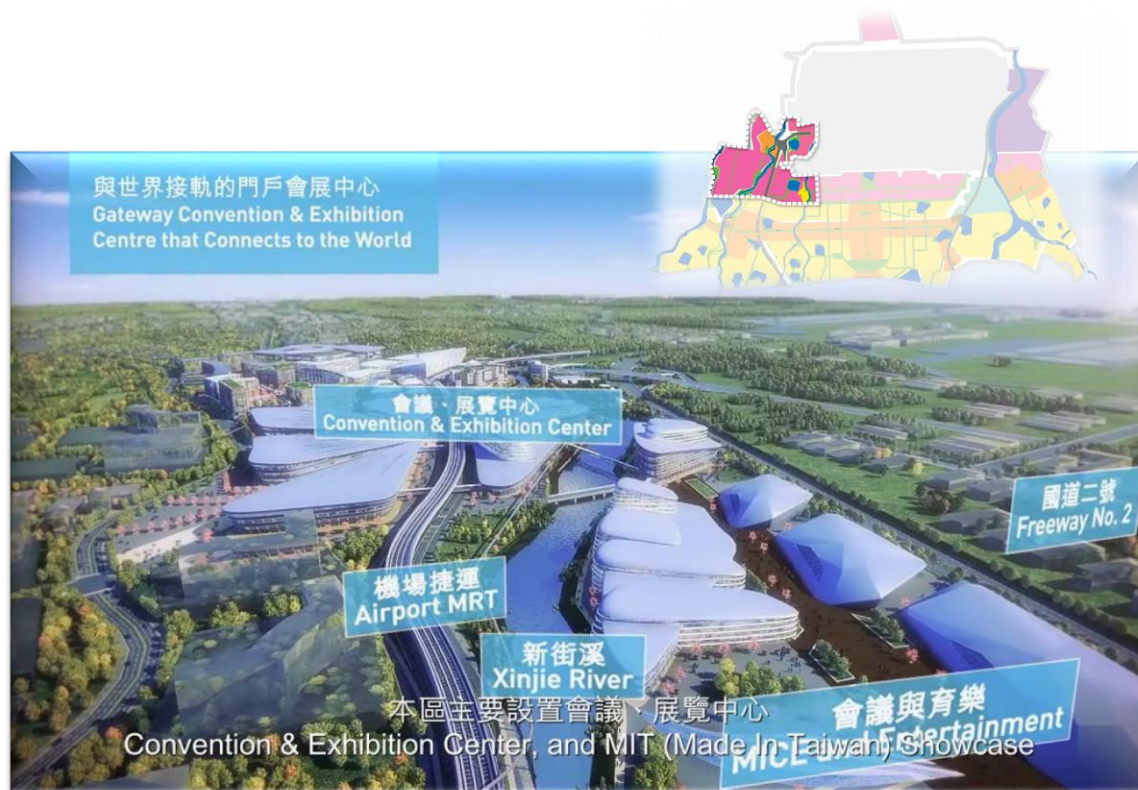 與世界接軌的門戶會展中心
Gateway Convention & Exhibition
Centre that Connects to the World
會議、展覽中心
Convention & Exhibition Center
國道二號
Freeway No. 2
機場捷運
Airport MRT
新街溪
Xinjie River
會議與育樂
MICE and Entertainment
本區主要設置會議、展覽中心
Convention & Exhibition Center, and MIT (Made In Taiwan) Showcase